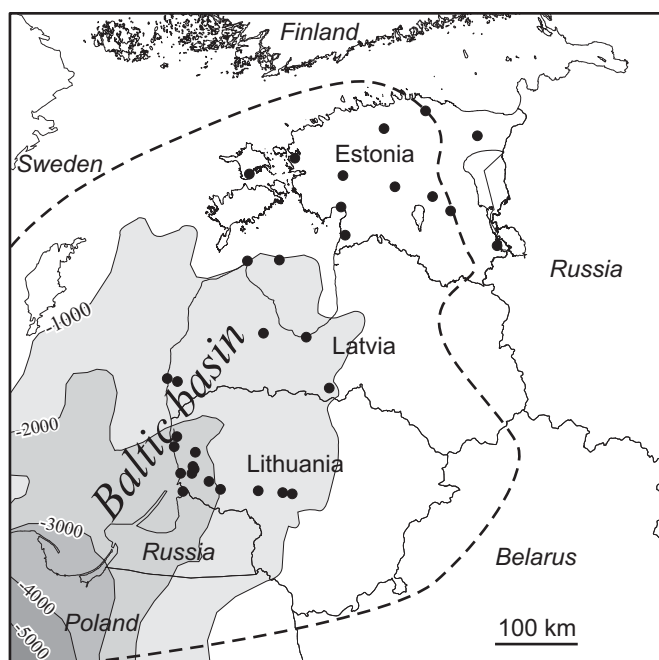 Finland
Sweden
Estonia
Russia
-1000
Latvia
Baltic basin
-2000
Lithuania
-3000
Russia
Belarus
-4000
Poland
-5000
100 km